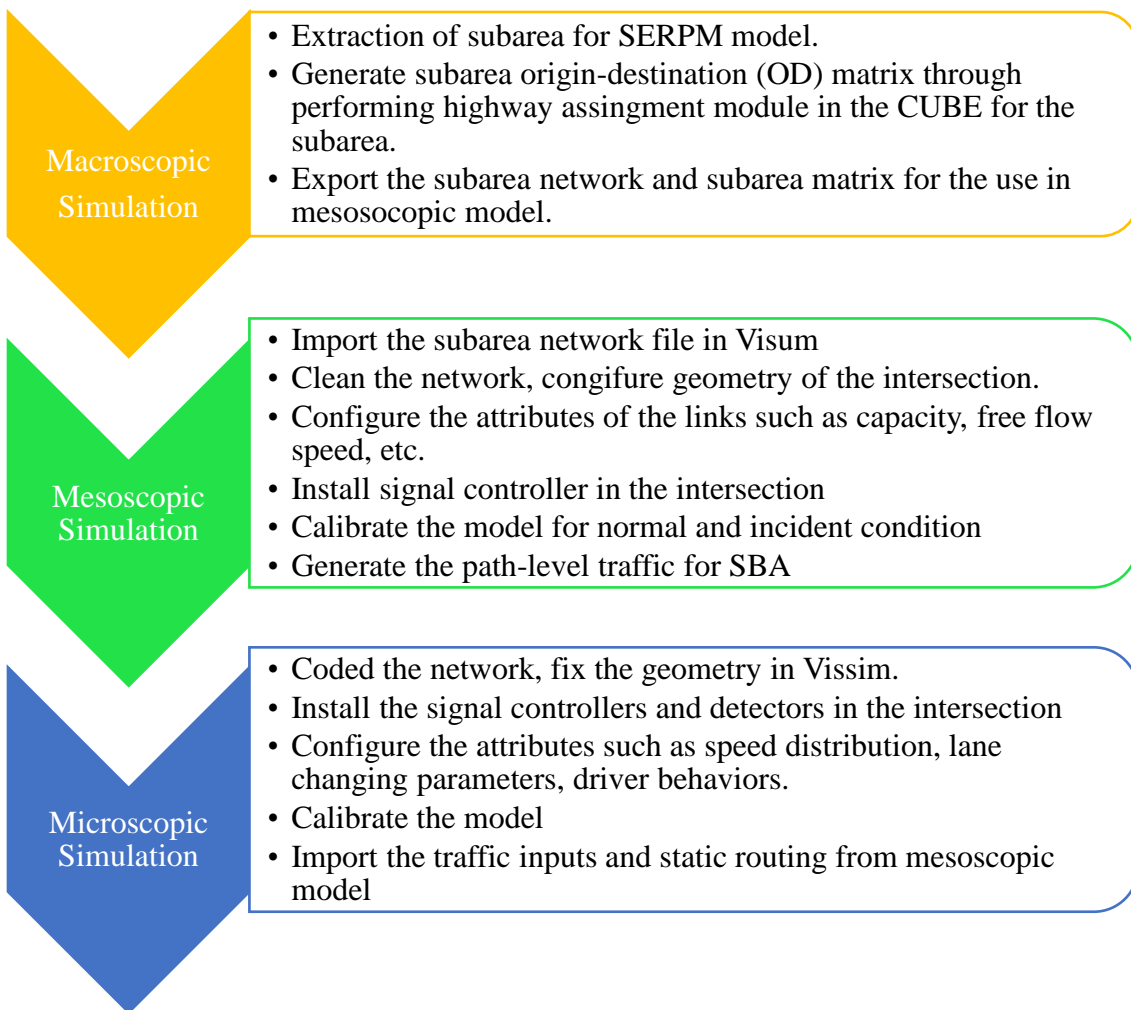 Macroscopic
Simulation
• Extraction of subarea for SERPM model.
• Generate subarea origin-destination (OD) matrix through
performing highway assingment module in the CUBE for the
subarea.
• Export the subarea network and subarea matrix for the use in
mesosocopic model.
Mesoscopic
Simulation
• Import the subarea network file in Visum
• Clean the network, congifure geometry of the intersection.
• Configure the attributes of the links such as capacity, free flow
speed, etc.
• Install signal controller in the intersection
• Calibrate the model for normal and incident condition
• Generate the path-level traffic for SBA
Microscopic
Simulation
• Coded the network, fix the geometry in Vissim.
• Install the signal controllers and detectors in the intersection
• Configure the attributes such as speed distribution, lane
changing parameters, driver behaviors.
• Calibrate the model
• Import the traffic inputs and static routing from mesoscopic
model